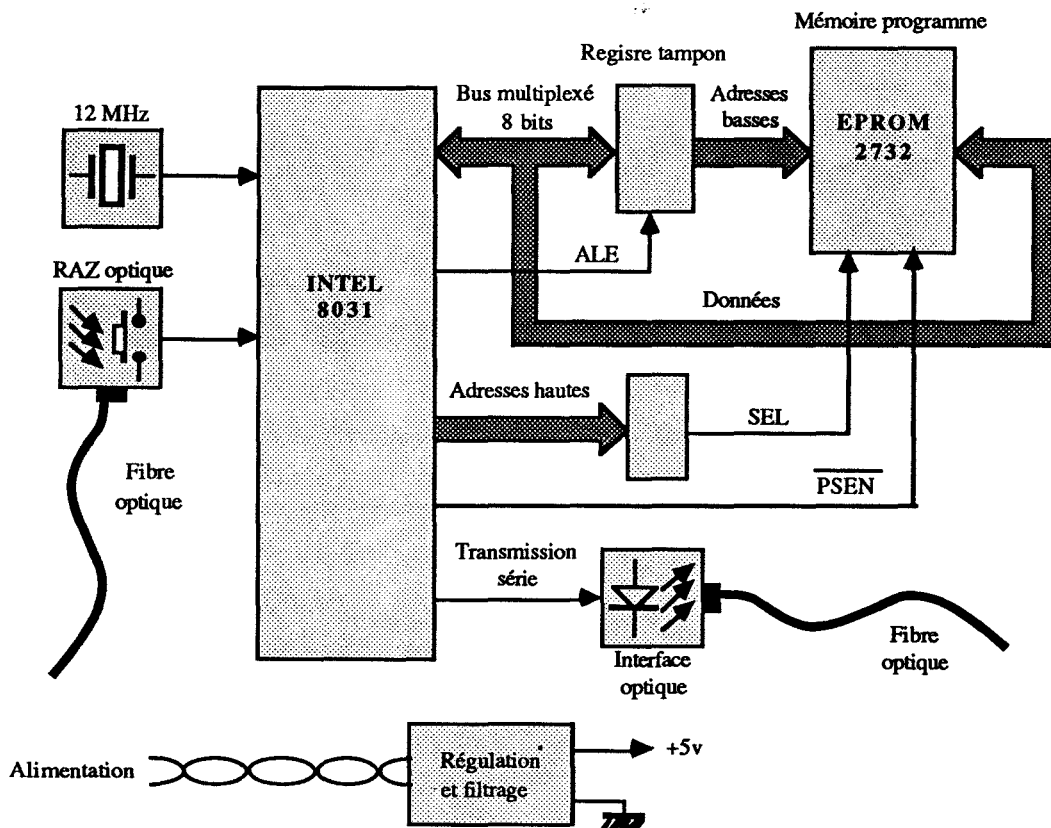 Mémoire programme
Regisre tampon
12 MHz
Bus multiplexé
8 bits
Adresses
basses
EPROM
2732
RAZ optique
ALE
INTEL
8031
Données
Adresses hautes
SEL
Fibre
optique
PSEN
Transmission
série
Interface
optique
Fibre
optique
Alimentation
Régulation
et filtrage
+5v